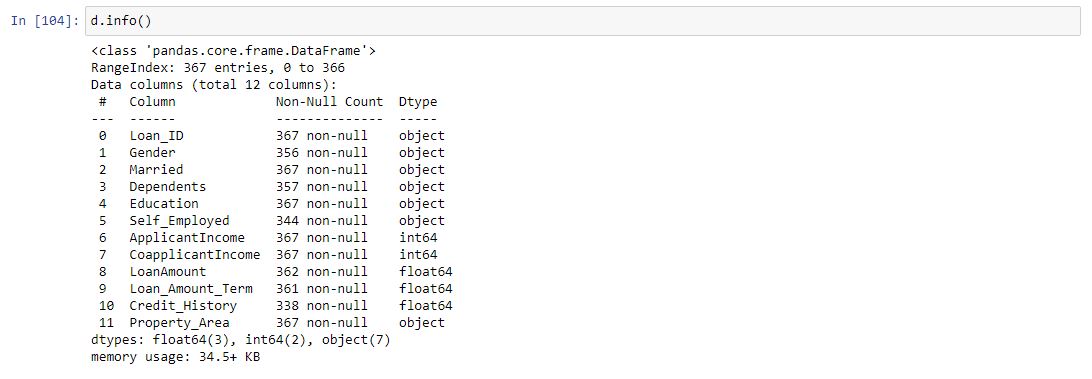 In [104]: d.info()
<class 'pandas.core.frame.DataFrame'>
RangeIndex: 367 entries, 0 to 366
Data columns (total 12 columns):
 #   Column             Non-Null Count  Dtype
---  ------             --------------  -----
 0   Loan_ID            367 non-null    object
 1   Gender             356 non-null    object
 2   Married            367 non-null    object
 3   Dependents         357 non-null    object
 4   Education          367 non-null    object
 5   Self_Employed      344 non-null    object
 6   ApplicantIncome    367 non-null    int64
 7   CoapplicantIncome  367 non-null    int64
 8   LoanAmount         362 non-null    float64
 9   Loan_Amount_Term   361 non-null    float64
 10  Credit_History     338 non-null    float64
 11  Property_Area      367 non-null    object
dtypes: float64(3), int64(2), object(7)
memory usage: 34.5+ KB